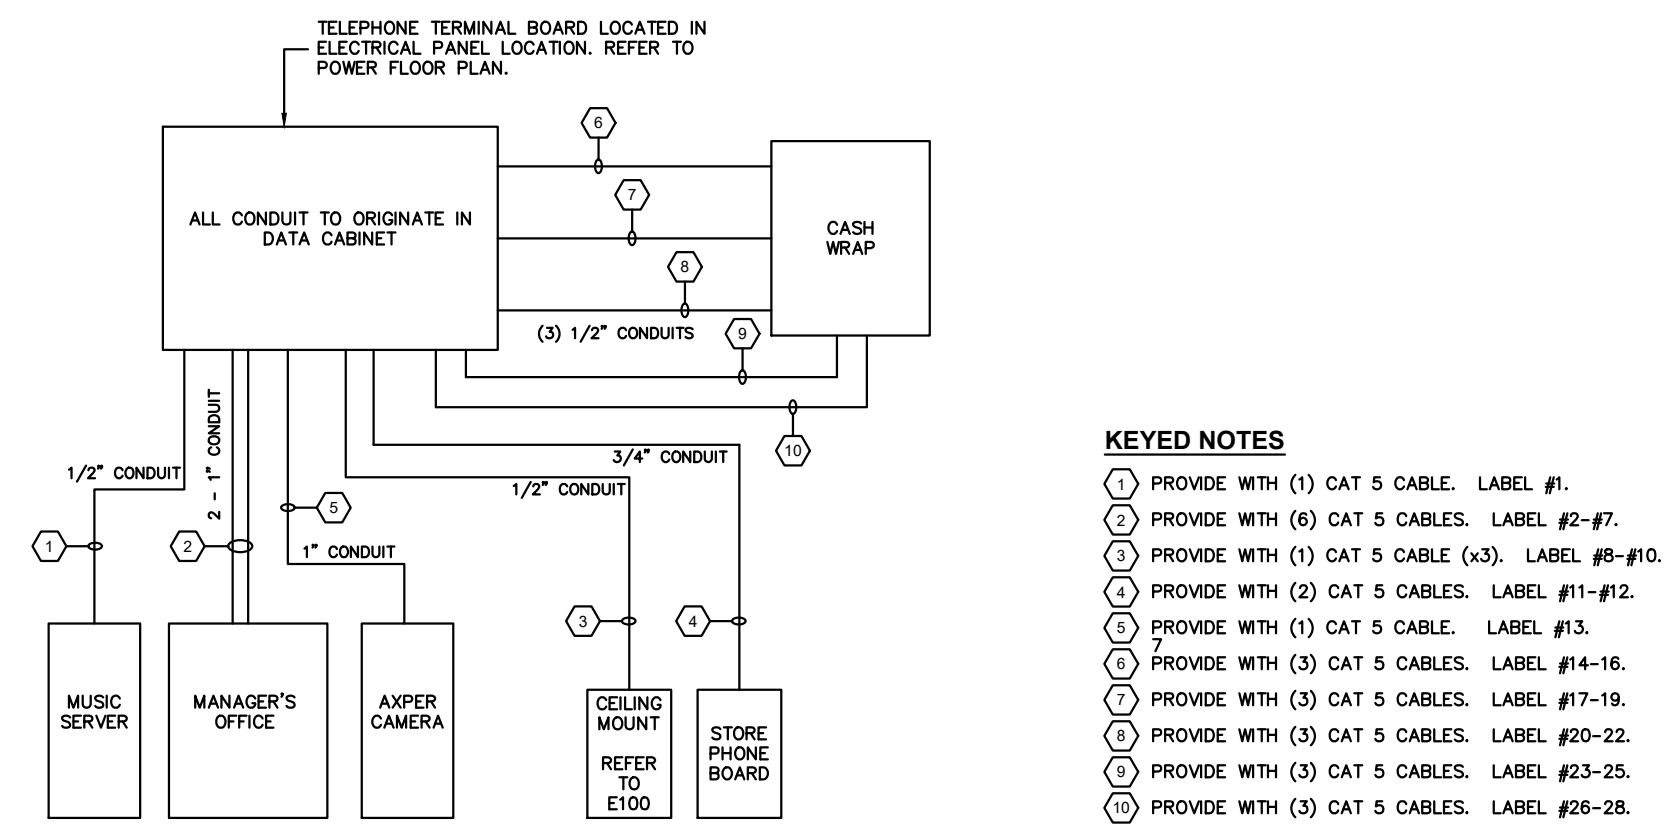 TELEPHONE TERMINAL BOARD LOCATED IN
ELECTRICAL PANEL LOCATION. REFER TO
POWER FLOOR PLAN.
6
7
ALL CONDUIT TO ORIGINATE IN
DATA CABINET
CASH
WRAP
8
(3) 1/2" CONDUITS
9
10
2 - 1" CONDUIT
1/2" CONDUIT
3/4" CONDUIT
1/2" CONDUIT
5
1
2
1" CONDUIT
3
4
MUSIC
SERVER
MANAGER'S
OFFICE
AXPER
CAMERA
CEILING
MOUNT
REFER
TO
E100
STORE
PHONE
BOARD
KEYED NOTES
1 PROVIDE WITH (1) CAT 5 CABLE. LABEL #1.
2 PROVIDE WITH (6) CAT 5 CABLES. LABEL #2-#7.
3 PROVIDE WITH (1) CAT 5 CABLE (x3). LABEL #8-#10.
4 PROVIDE WITH (2) CAT 5 CABLES. LABEL #11-#12.
5 PROVIDE WITH (1) CAT 5 CABLE. LABEL #13.
7
6 PROVIDE WITH (3) CAT 5 CABLES. LABEL #14-16.
7 PROVIDE WITH (3) CAT 5 CABLES. LABEL #17-19.
8 PROVIDE WITH (3) CAT 5 CABLES. LABEL #20-22.
9 PROVIDE WITH (3) CAT 5 CABLES. LABEL #23-25.
10 PROVIDE WITH (3) CAT 5 CABLES. LABEL #26-28.